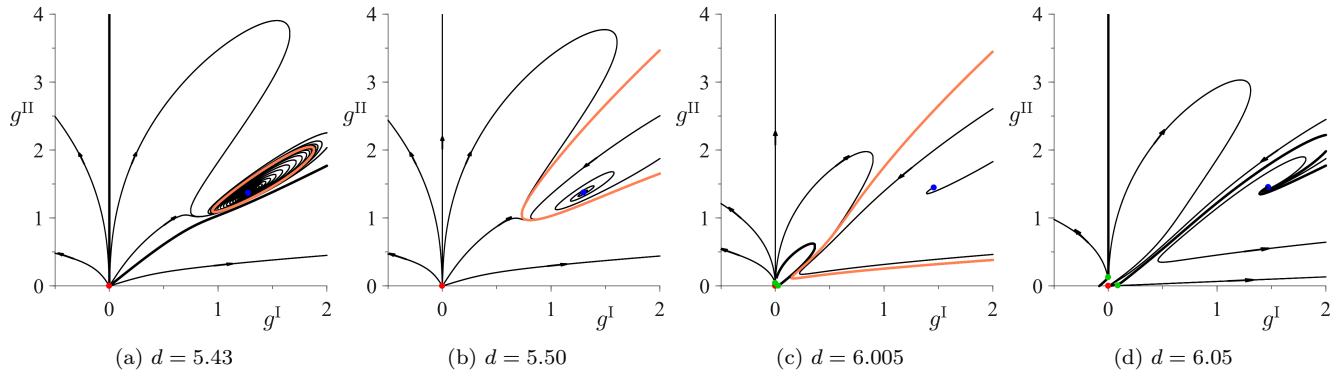 4 4 4 4
3 3 3 3
g^II g^II g^II g^II
2 2 2 2
1 1 1 1
0 0 0 0
0 1 2 0 1 2 0 1 2 0 1 2
g^I g^I g^I g^I
(a) d = 5.43 (b) d = 5.50 (c) d = 6.005 (d) d = 6.05